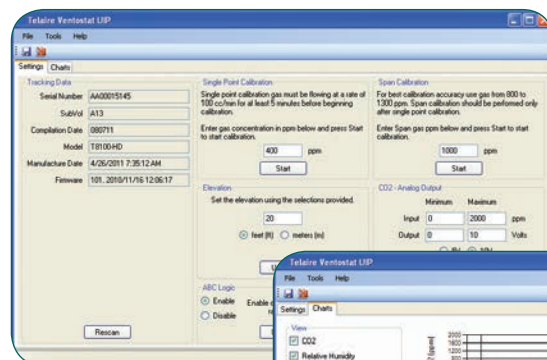 Telaire Ventostat UIP
File Tools Help
Settings Charts
Tracking Data
Serial Number AA00015145
SubVol A13
Compilation Date 080711
Model T8100-HD
Manufacture Date 4/26/2011 7:35:12 AM
Firmware 101. 2010/11/16 12:06:17
Rescan
Single Point Calibration
Single point calibration gas must be flowing at a rate of
100 cc/min for at least 5 minutes before beginning
calibration.
Enter gas concentration in ppm below and press Start
to start calibration.
400 ppm
Start
Elevation
Set the elevation using the selections provided.
20
feet (ft) meters (m)
ABC Logic
Enable
Disable
Span Calibration
For best calibration accuracy use gas from 800 to
1300 ppm. Span calibration should be perfomed only
after single point calibration.
Enter Span gas ppm below and press Start to start
calibration.
1000 ppm
Start
CO2 - Analog Output
Minimum Maximum
Input 0 2000 ppm
Output 0 10 Volts
Telaire Ventostat UIP
File Tools Help
Settings Charts
View
CO2
Relative Humidity
2000
1600
1200